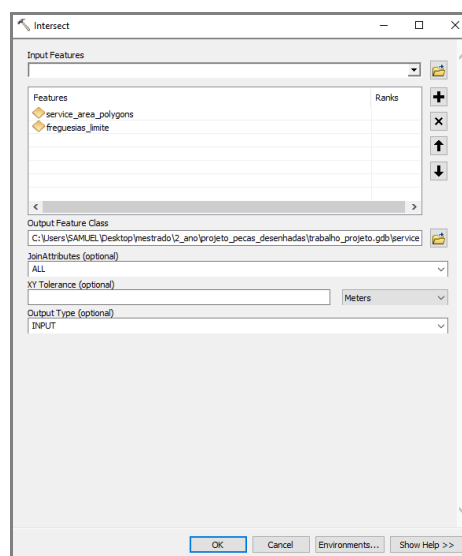 Intersect
Input Features
Features Ranks
service_area_polygons
freguesias_limite
Output Feature Class
C:\Users\SAMUEL\Desktop\mestrado\2_ano\projeto_pecas_desenhadas\trabalho_projeto.gdb\service
JoinAttributes (optional)
ALL
XY Tolerance (optional)
Meters
Output Type (optional)
INPUT
OK Cancel Environments... Show Help >>